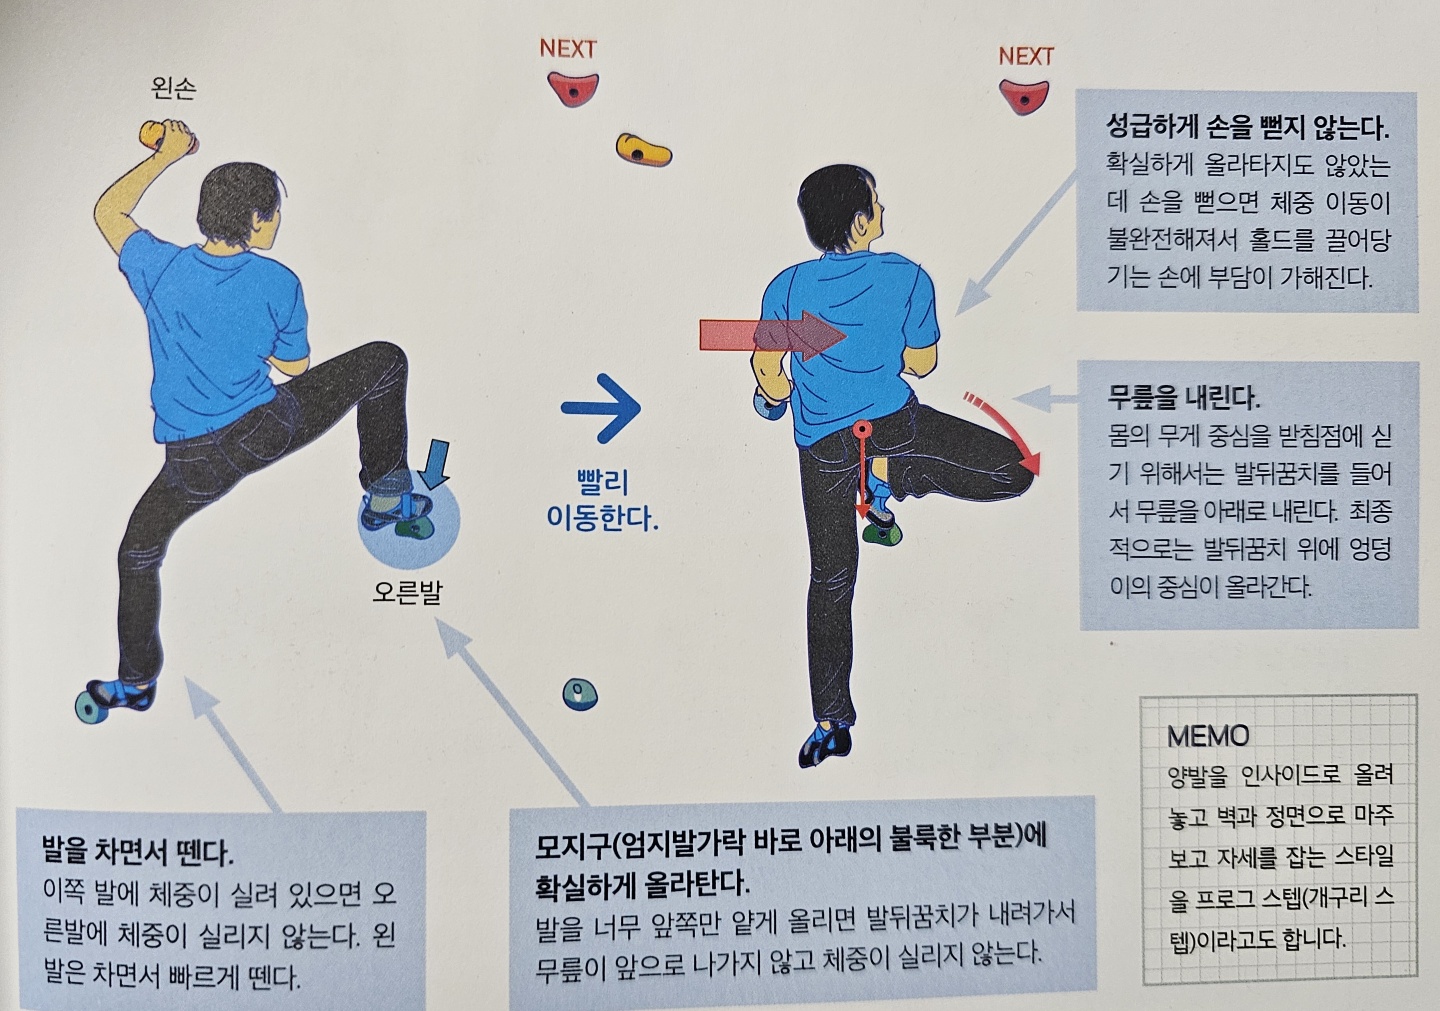 NEXT
NEXT
왼손
빨리
이동한다.
오른발
성급하게 손을 뻗지 않는다.
확실하게 올라타지도 않았는
데 손을 뻗으면 체중 이동이
불완전해져서 홀드를 끌어당
기는 손에 부담이 가해진다.
무릎을 내린다.
몸의 무게 중심을 받침점에 싣
기 위해서는 발뒤꿈치를 들어
서 무릎을 아래로 내린다. 최종
적으로는 발뒤꿈치 위에 엉덩
이의 중심이 올라간다.
발을 차면서 뗀다.
이쪽 발에 체중이 실려 있으면 오
른발에 체중이 실리지 않는다. 왼
발은 차면서 빠르게 뗀다.
모지구(엄지발가락 바로 아래의 불룩한 부분)에
확실하게 올라탄다.
발을 너무 앞쪽만 얕게 올리면 발뒤꿈치가 내려가서
무릎이 앞으로 나가지 않고 체중이 실리지 않는다.
MEMO
양발을 인사이드로 올려
놓고 벽과 정면으로 마주
보고 자세를 잡는 스타일
을 프로그 스텝(개구리 스
텝)이라고도 합니다.